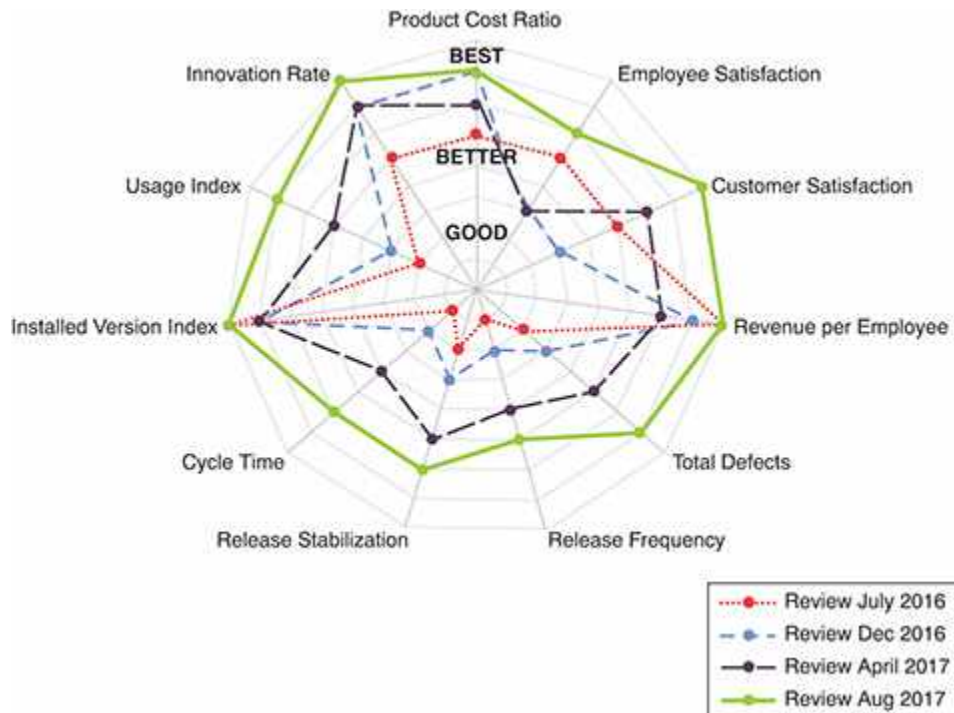 Product Cost Ratio
BEST
Innovation Rate
Employee Satisfaction
BETTER
Usage Index
Customer Satisfaction
GOOD
Installed Version Index
Revenue per Employee
Cycle Time
Total Defects
Release Stabilization
Release Frequency
Review July 2016
Review Dec 2016
Review April 2017
Review Aug 2017